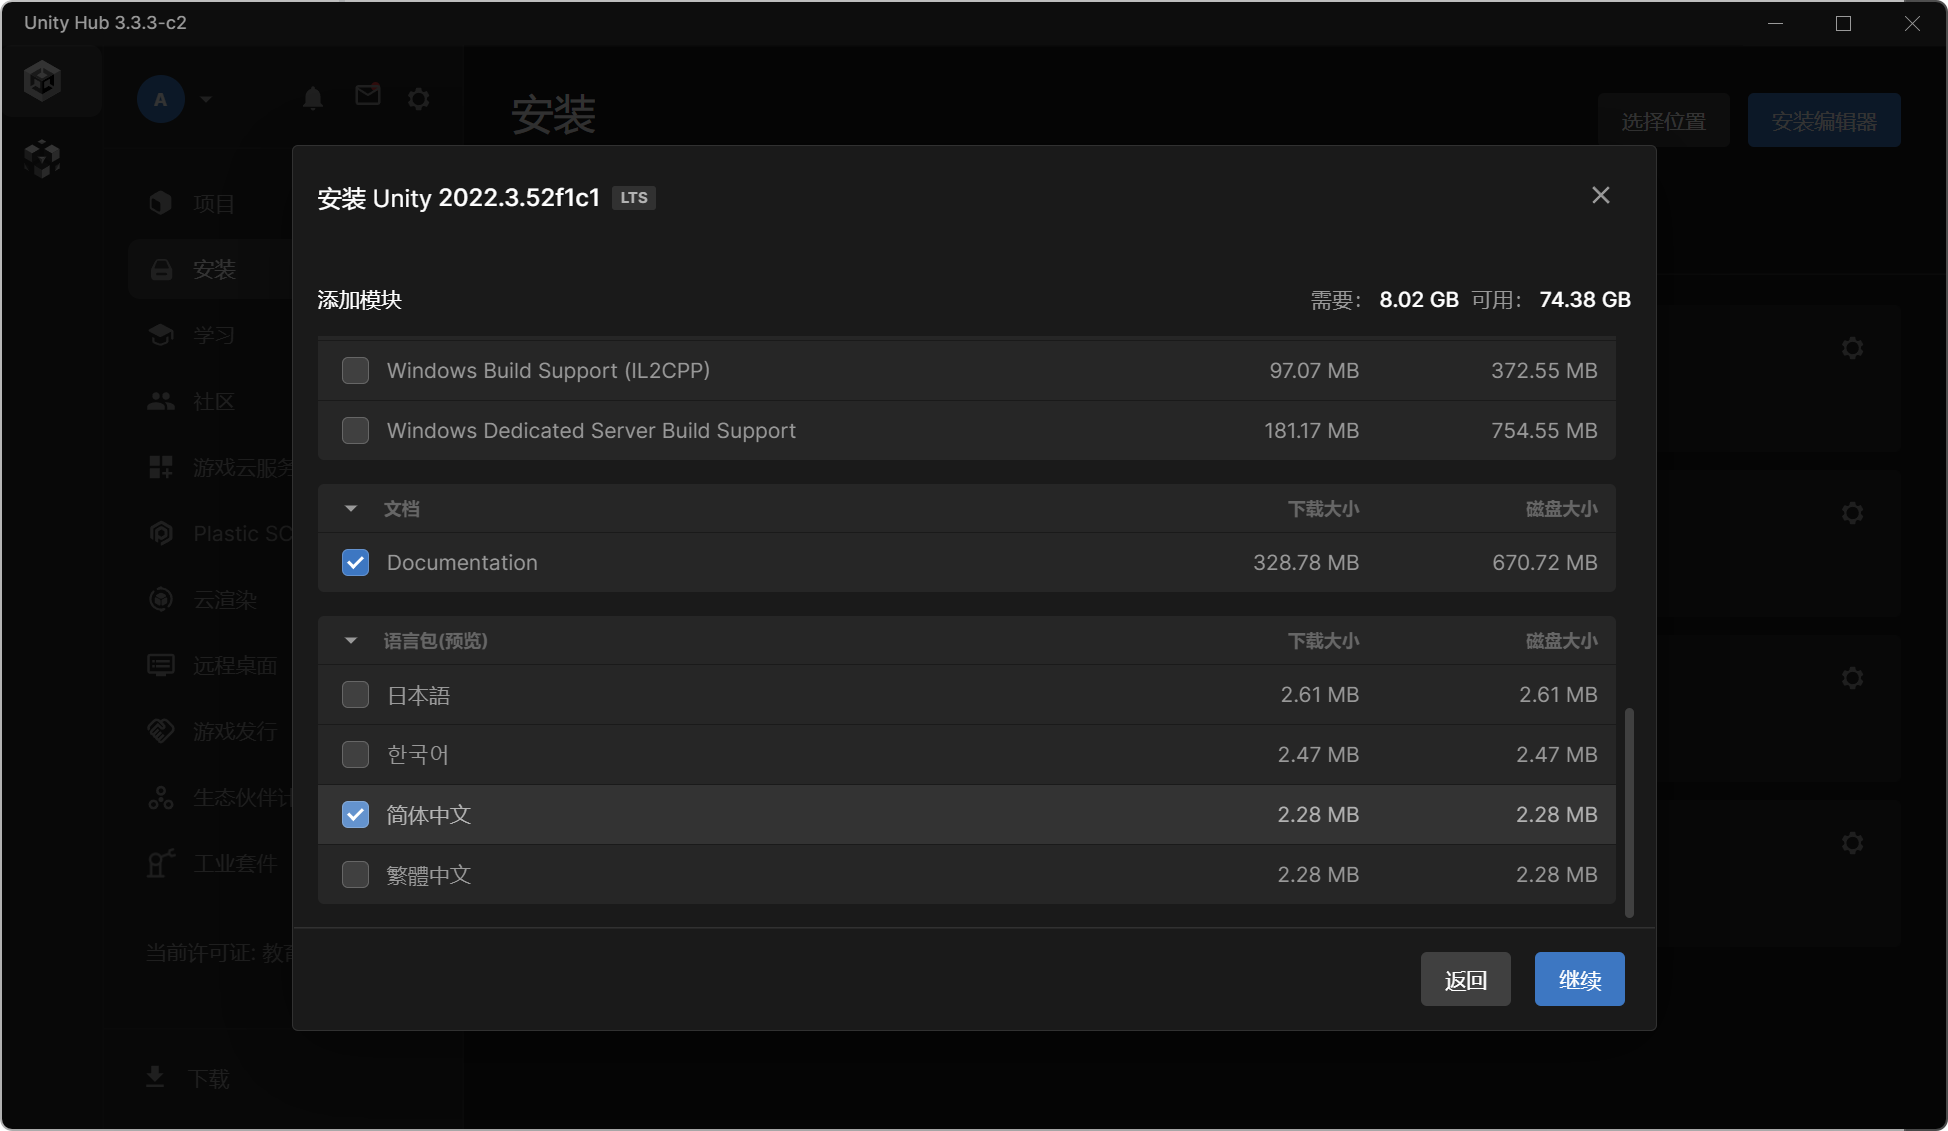 Unity Hub 3.3.3-c2
A
安装
选择位置
安装编辑器
项目
安装
学习
社区
游戏云服务
Plastic SC
云渲染
远程桌面
游戏发行
生态伙伴计
工业套件
当前许可证: 教育
下载
安装 Unity 2022.3.52f1c1 LTS
添加模块
需要: 8.02 GB 可用: 74.38 GB
Windows Build Support (IL2CPP) 97.07 MB 372.55 MB
Windows Dedicated Server Build Support 181.17 MB 754.55 MB
文档 下载大小 磁盘大小
Documentation 328.78 MB 670.72 MB
语言包(预览) 下载大小 磁盘大小
日本語 2.61 MB 2.61 MB
한국어 2.47 MB 2.47 MB
简体中文 2.28 MB 2.28 MB
繁體中文 2.28 MB 2.28 MB
返回
继续